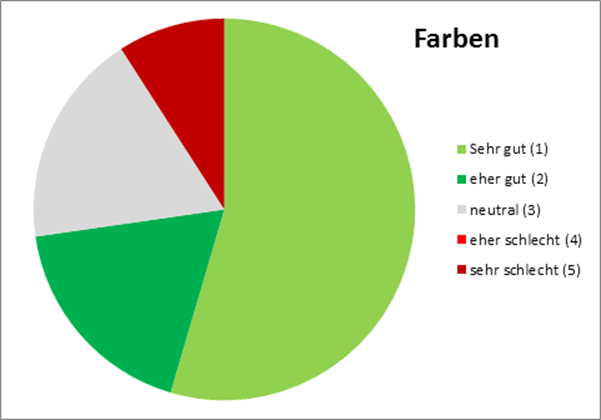 Farben
Sehr gut (1)
eher gut (2)
neutral (3)
eher schlecht (4)
sehr schlecht (5)